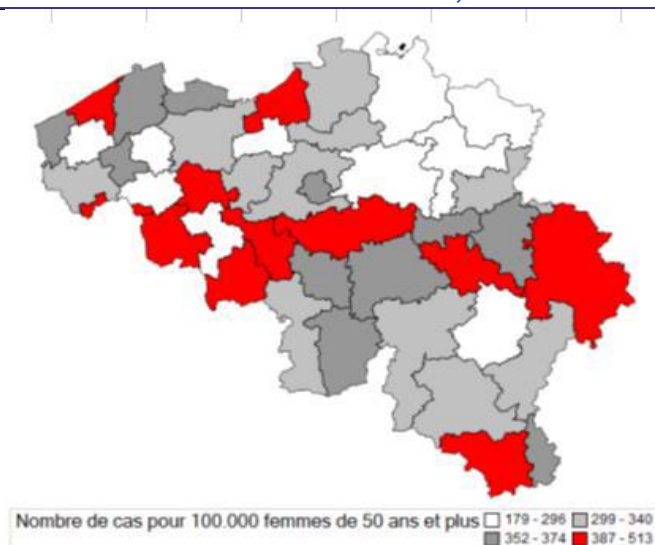 Nombre de cas pour 100.000 femmes de 50 ans et plus 179 - 296 299 - 340
352 - 374 387 - 513